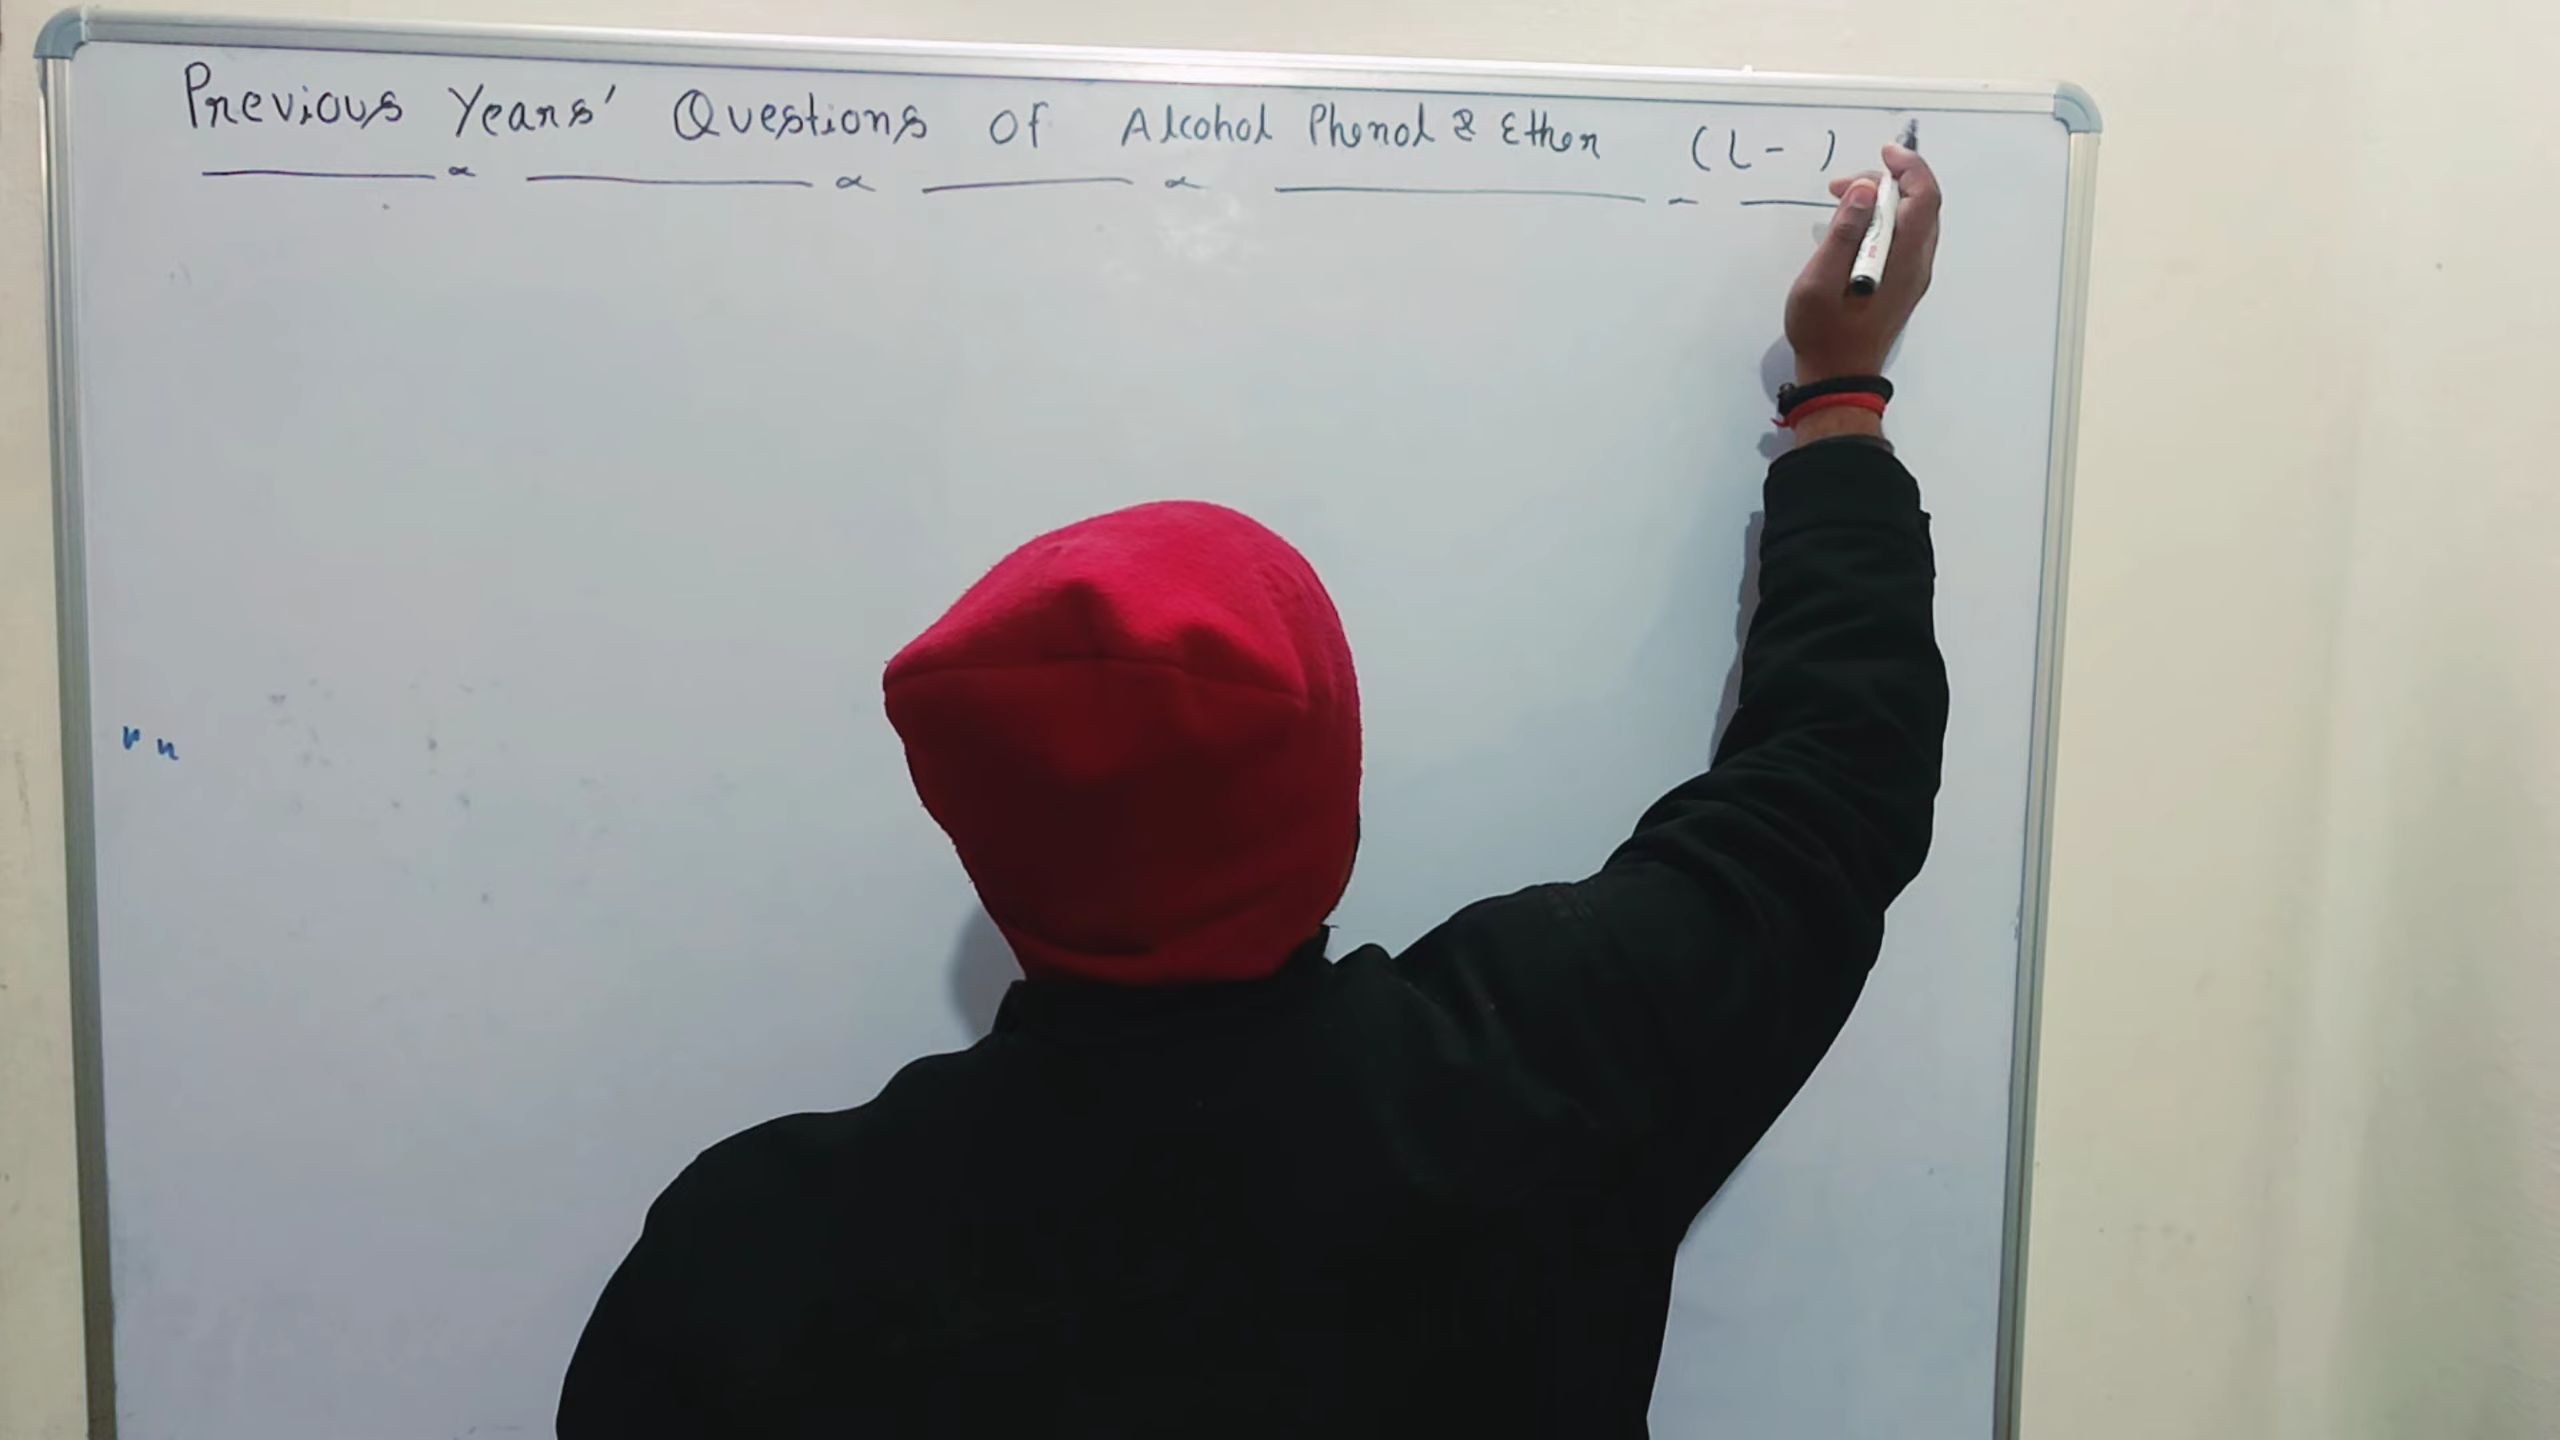 Previous Years' Questions Of Alcohol Phenol & Ether (L- )